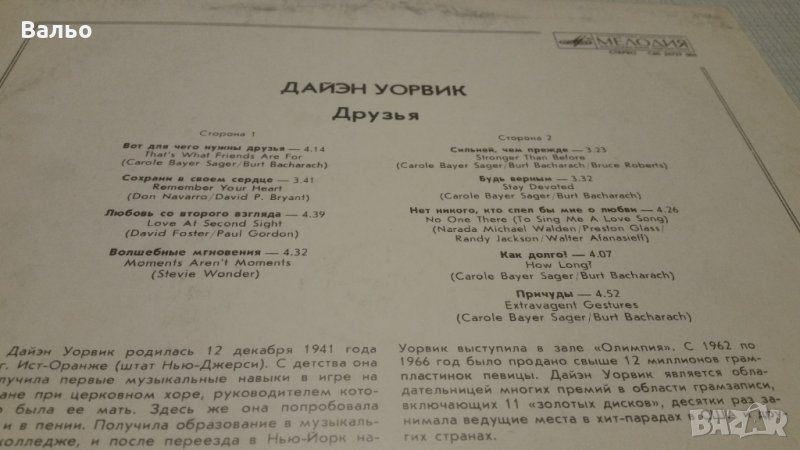 Вальо
МЕЛОДИЯ
СТЕРЕО
ДАЙЭН УОРВИК
Друзья
Сторона 1
Вот для чего нужны друзья — 4.14
That's What Friends Are For
(Carole Bayer Sager/Burt Bacharach)
Сохрани в своем сердце — 3.41
Remember Your Heart
(Don Navarro/David P. Bryant)
Любовь со второго взгляда — 4.39
Love At Second Sight
(David Foster/Paul Gordon)
Волшебные мгновения — 4.32
Moments Aren't Moments
(Stevie Wonder)
Сторона 2
Сильней, чем прежде — 3.23
Stronger Than Before
(Carole Bayer Sager/Burt Bacharach/Bruce Roberts)
Будь верным — 3.32
Stay Devoted
(Carole Bayer Sager/Burt Bacharach)
Нет никого, кто спел бы мне о любви — 4.26
No One There (To Sing Me A Love Song)
(Narada Michael Walden/Preston Glass/
Randy Jackson/Walter Afanasieff)
Как долго! — 4.07
How Long?
(Carole Bayer Sager/Burt Bacharach)
Причуды — 4.52
Extravagent Gestures
(Carole Bayer Sager/Burt Bacharach)
Дайэн Уорвик родилась 12 декабря 1941 года
г. Ист-Оранже (штат Нью-Джерси). С детства она
олучила первые музыкальные навыки в игре на
ане при церковном хоре, руководителем кото-
о была ее мать. Здесь же она попробовала
и в пении. Получила образование в музыкаль-
колледже, и после переезда в Нью-Йорк на-
Уорвик выступила в зале «Олимпия». С 1962 по
1966 год было продано свыше 12 миллионов грам-
пластинок певицы. Дайэн Уорвик является обла-
дательницей многих премий в области грамзаписи,
включающих 11 «золотых дисков», десятки раз за-
нимала ведущие места в хит-парадах
гих странах.
bazar